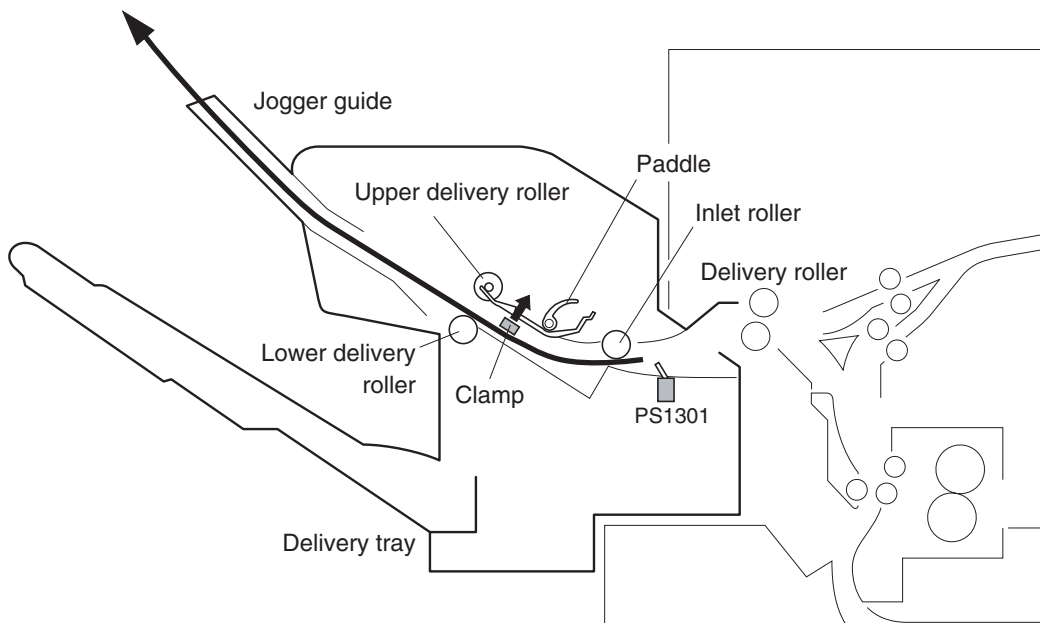 Jogger guide
Paddle
Upper delivery roller
Inlet roller
Delivery roller
Lower delivery
roller
Clamp
PS1301
Delivery tray